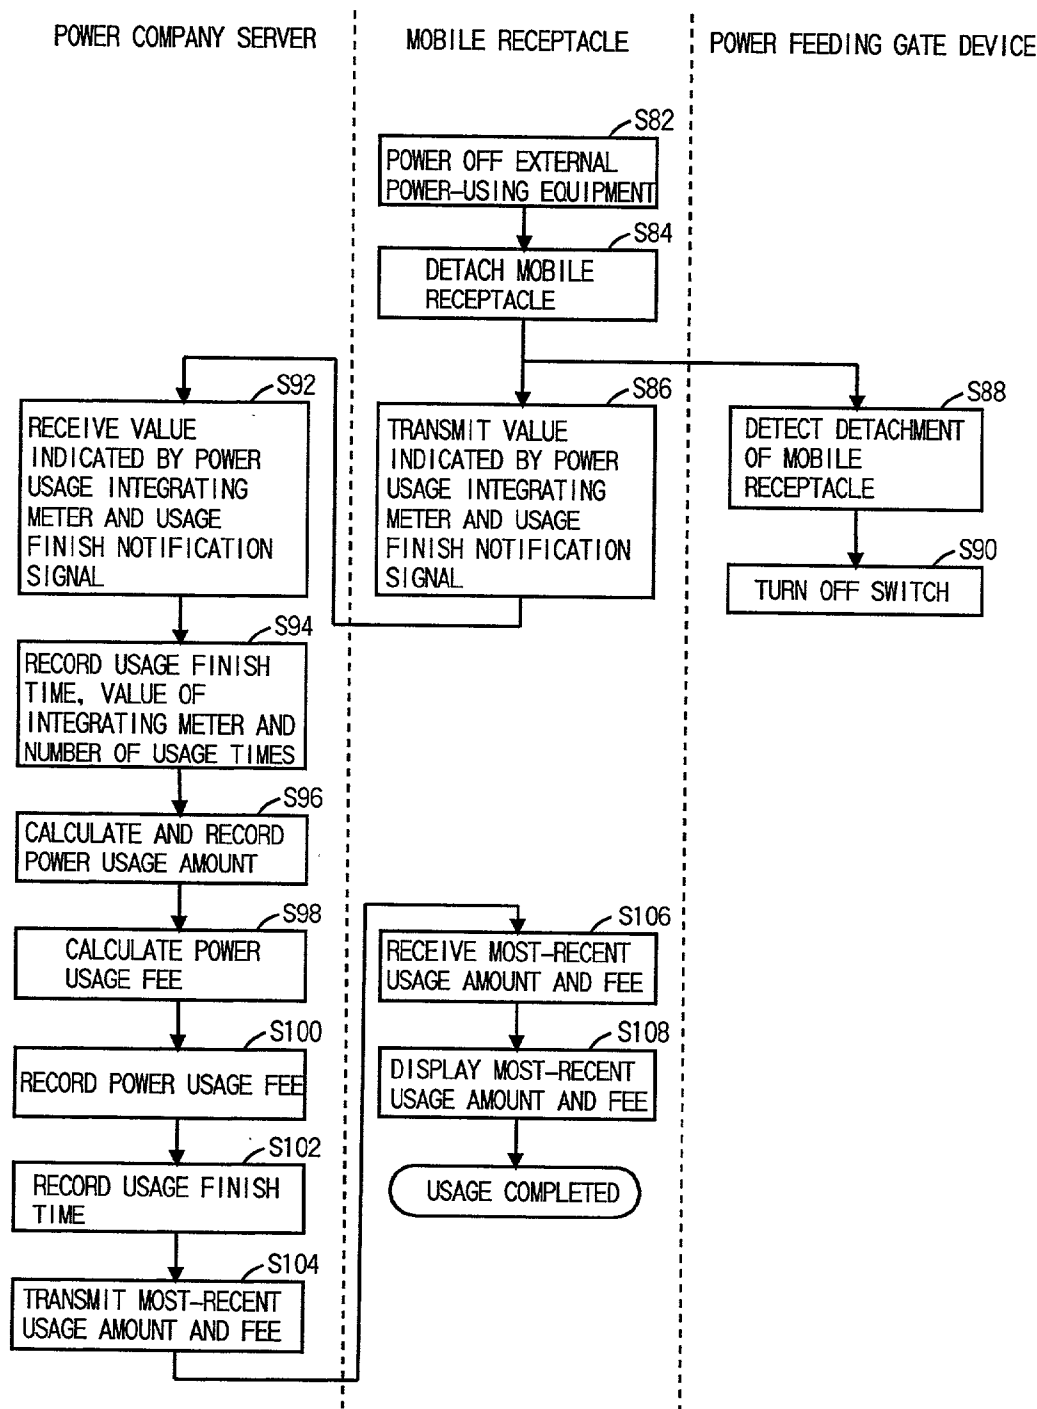 POWER COMPANY SERVER
MOBILE RECEPTACLE
POWER FEEDING GATE DEVICE
S82
POWER OFF EXTERNAL
POWER-USING EQUIPMENT
S84
DETACH MOBILE
RECEPTACLE
S92
RECEIVE VALUE
INDICATED BY POWER
USAGE INTEGRATING
METER AND USAGE
FINISH NOTIFICATION
SIGNAL
S86
TRANSMIT VALUE
INDICATED BY POWER
USAGE INTEGRATING
METER AND USAGE
FINISH NOTIFICATION
SIGNAL
S88
DETECT DETACHMENT
OF MOBILE
RECEPTACLE
S90
TURN OFF SWITCH
S94
RECORD USAGE FINISH
TIME, VALUE OF
INTEGRATING METER AND
NUMBER OF USAGE TIMES
S96
CALCULATE AND RECORD
POWER USAGE AMOUNT
S98
CALCULATE POWER
USAGE FEE
S100
RECORD POWER USAGE FEE
S102
RECORD USAGE FINISH
TIME
S104
TRANSMIT MOST-RECENT
USAGE AMOUNT AND FEE
S106
RECEIVE MOST-RECENT
USAGE AMOUNT AND FEE
S108
DISPLAY MOST-RECENT
USAGE AMOUNT AND FEE
USAGE COMPLETED